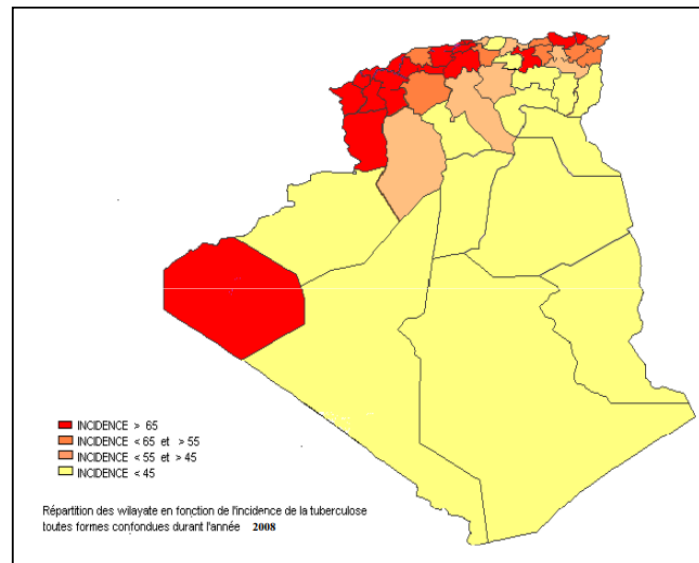 INCIDENCE > 65
INCIDENCE < 65 et > 55
INCIDENCE < 55 et > 45
INCIDENCE < 45
Répartition des wilayate en fonction de l'incidence de la tuberculose
toutes formes confondues durant l'année 2008